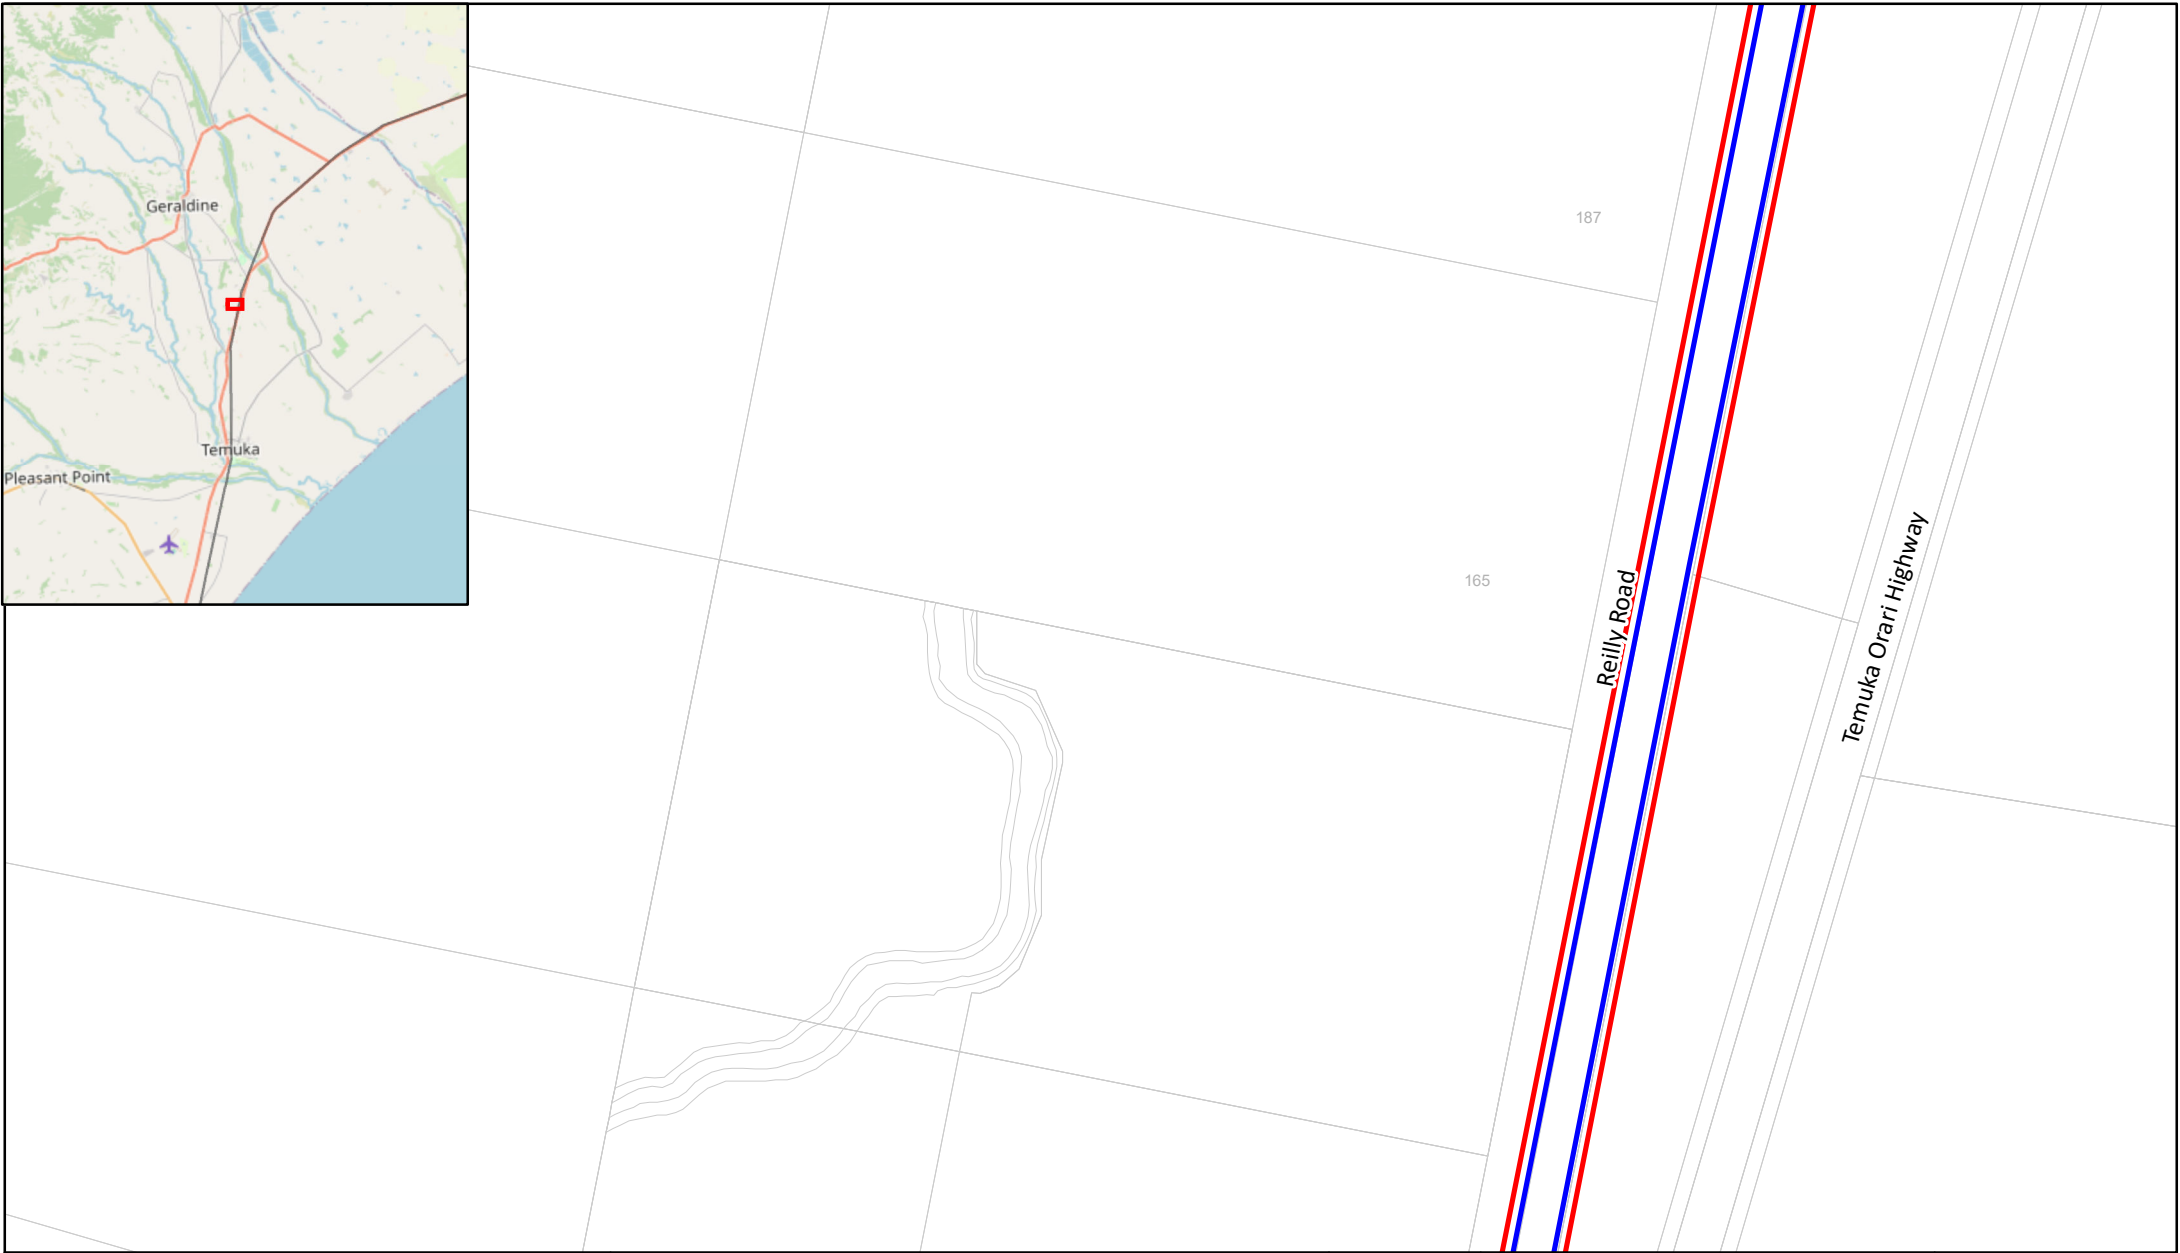 Geraldine
Temuka
Pleasant Point
187
165
Reilly Road
Temuka Orari Highway